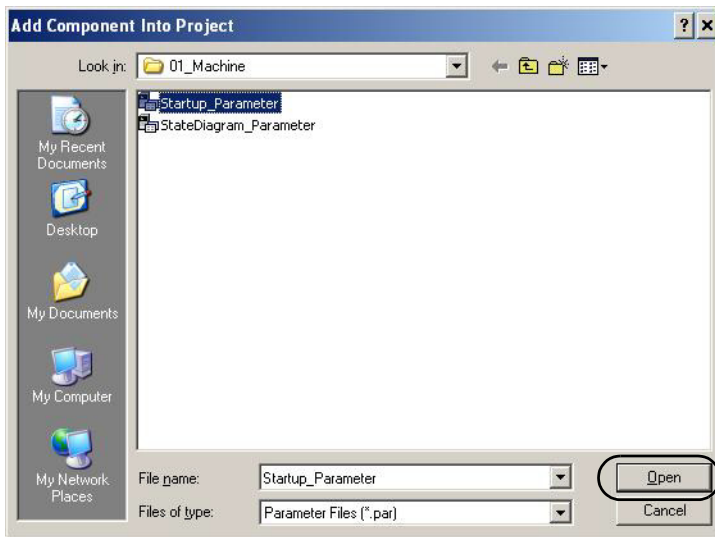 Add Component Into Project
Look in: 01_Machine
Startup_Parameter
StateDiagram_Parameter
My Recent
Documents
Desktop
My Documents
My Computer
My Network
Places
File name: Startup_Parameter Open
Files of type: Parameter Files (*.par) Cancel